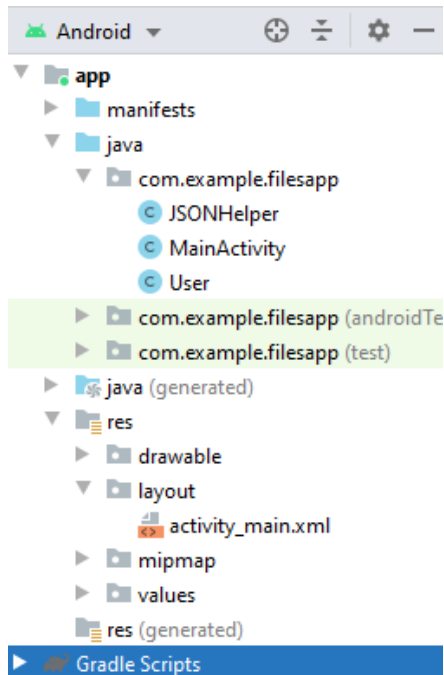 Android
app
manifests
java
com.example.filesapp
C JSONHelper
C MainActivity
C User
com.example.filesapp (androidTe
com.example.filesapp (test)
java (generated)
res
drawable
layout
<> activity_main.xml
mipmap
values
res (generated)
Gradle Scripts